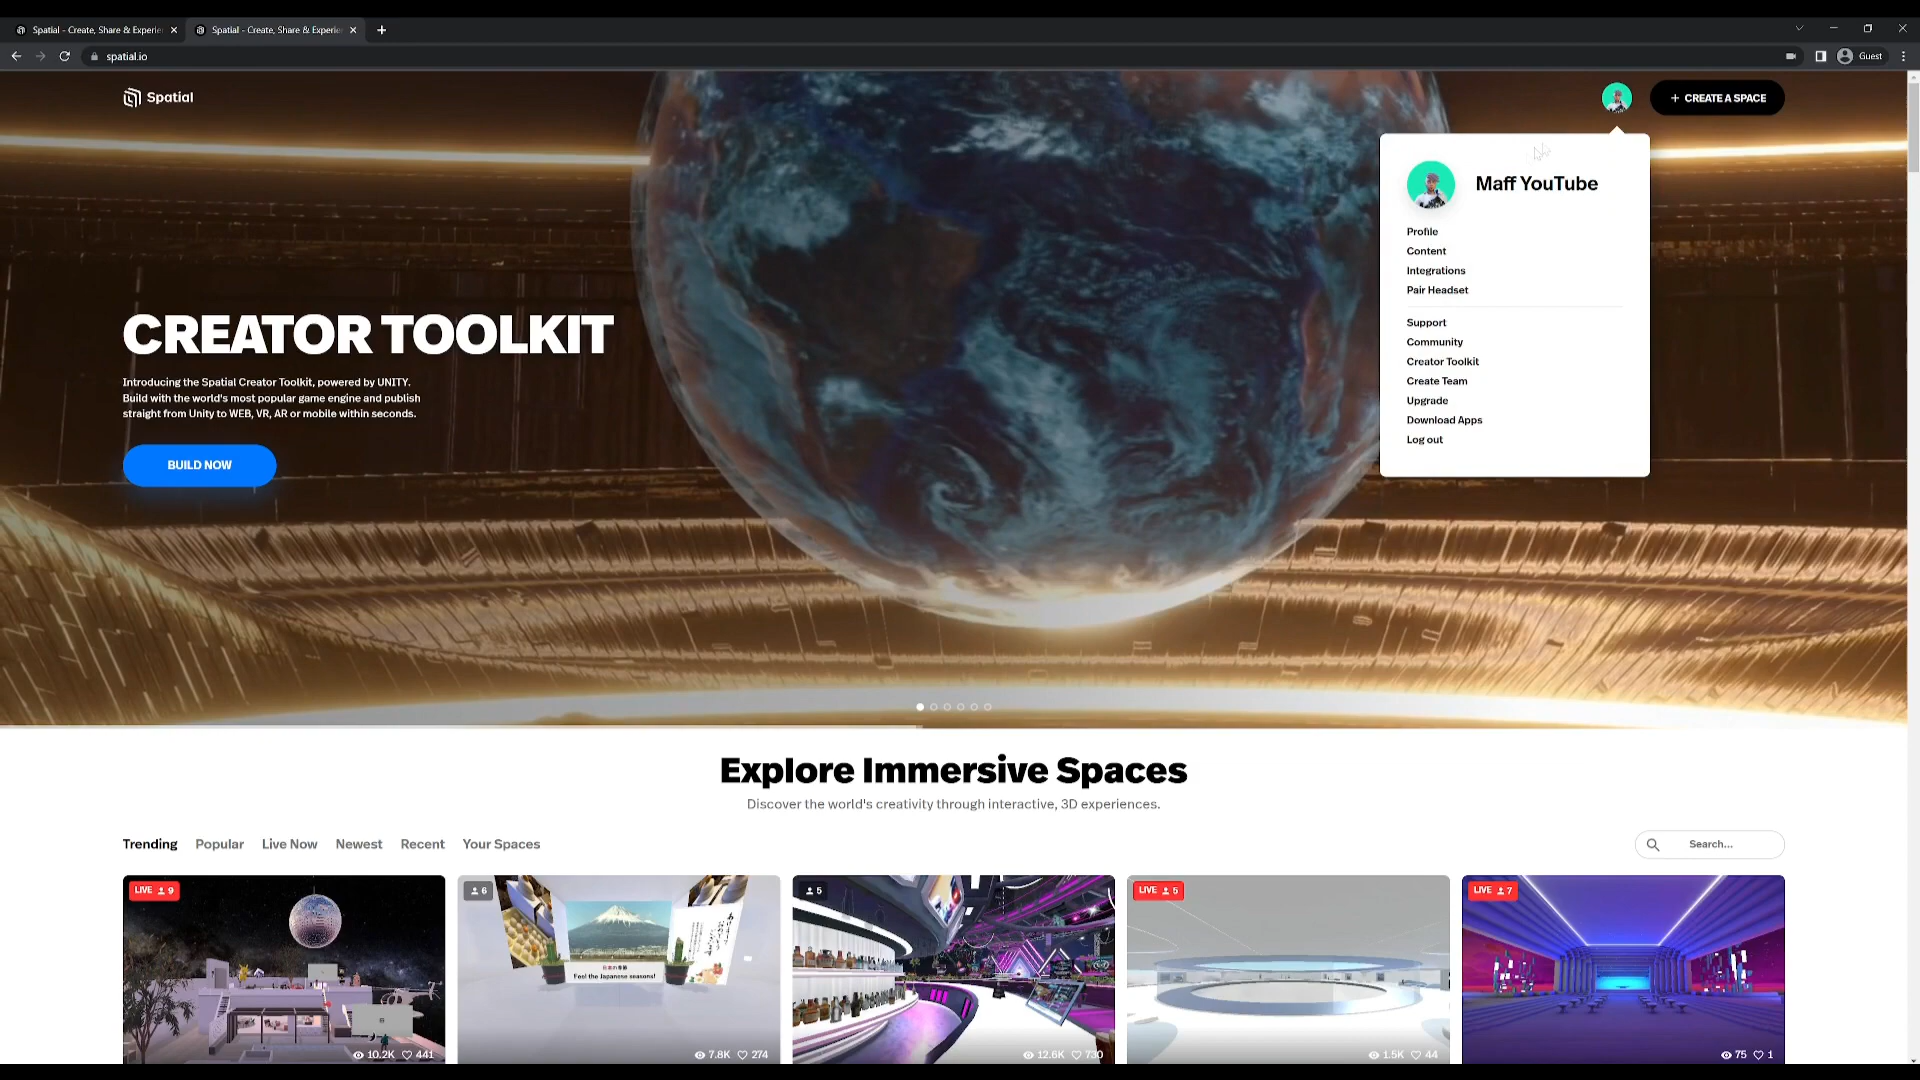 Spatial - Create, Share & Experie
Spatial - Create, Share & Experie
spatial.io
Guest
Spatial
+ CREATE A SPACE
Maff YouTube
Profile
Content
Integrations
Pair Headset
Support
Community
Creator Toolkit
Create Team
Upgrade
Download Apps
Log out
CREATOR TOOLKIT
Introducing the Spatial Creator Toolkit, powered by UNITY.
Build with the world's most popular game engine and publish
straight from Unity to WEB, VR, AR or mobile within seconds.
BUILD NOW
Explore Immersive Spaces
Discover the world's creativity through interactive, 3D experiences.
Trending Popular Live Now Newest Recent Your Spaces
Search...
LIVE 9
6
5
LIVE 5
LIVE 7
Feel the Japanese seasons!
10.2K 441
7.8K 274
12.6K 730
1.5K 44
75 1